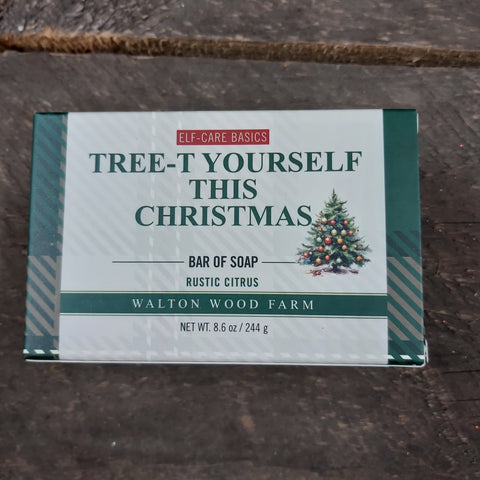 ELF-CARE BASICS
TREE-T YOURSELF
THIS
CHRISTMAS
BAR OF SOAP
RUSTIC CITRUS
WALTON WOOD FARM
NET WT. 8.6 oz / 244 g